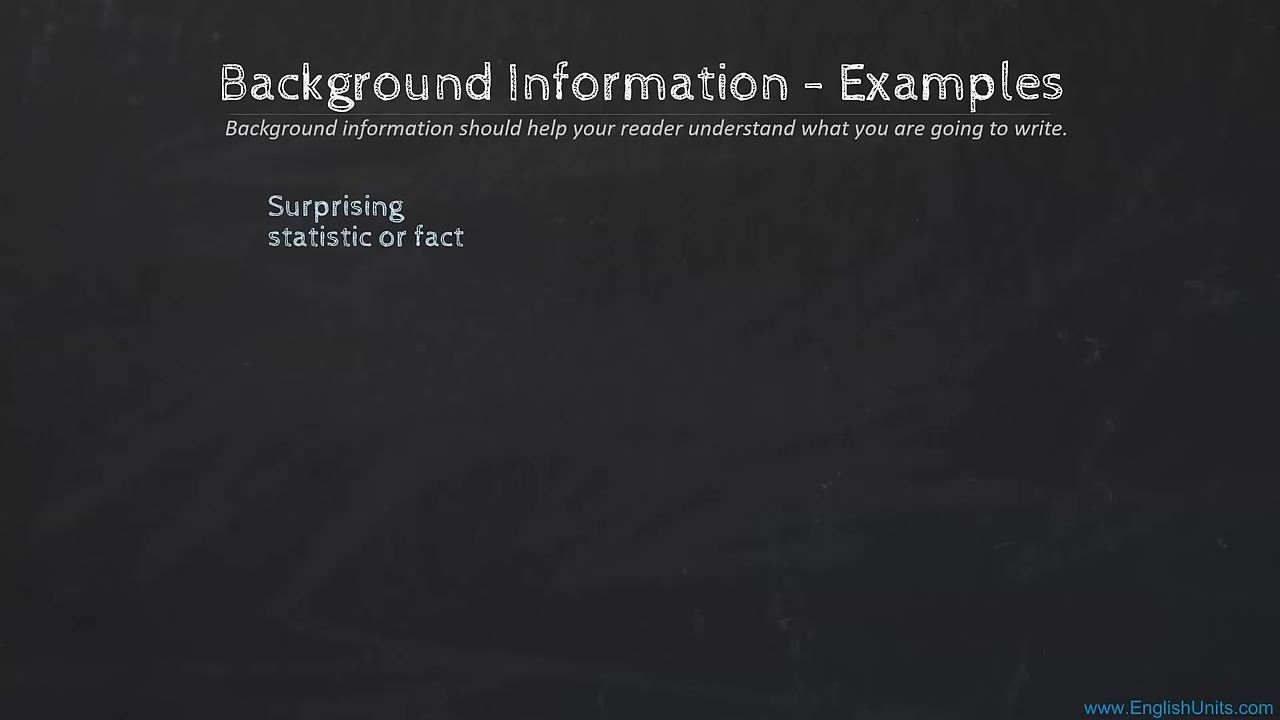 Background Information - Examples
Background information should help your reader understand what you are going to write.
Surprising
statistic or fact
www.EnglishUnits.com